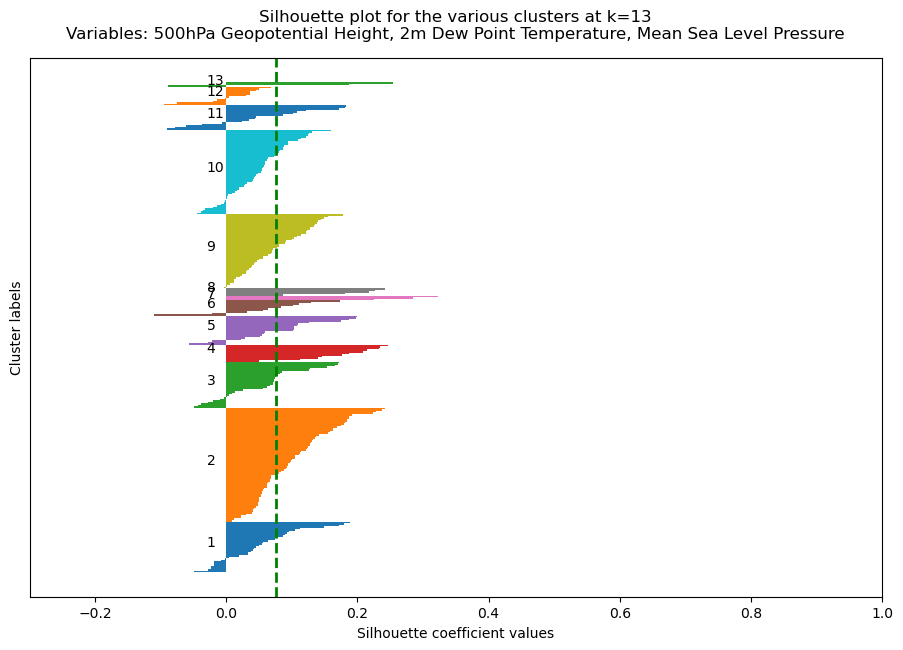 Silhouette plot for the various clusters at k=13
Variables: 500hPa Geopotential Height, 2m Dew Point Temperature, Mean Sea Level Pressure
Cluster labels
13
12
11
10
9
8
7
6
5
4
3
2
1
−0.2 0.0 0.2 0.4 0.6 0.8 1.0
Silhouette coefficient values